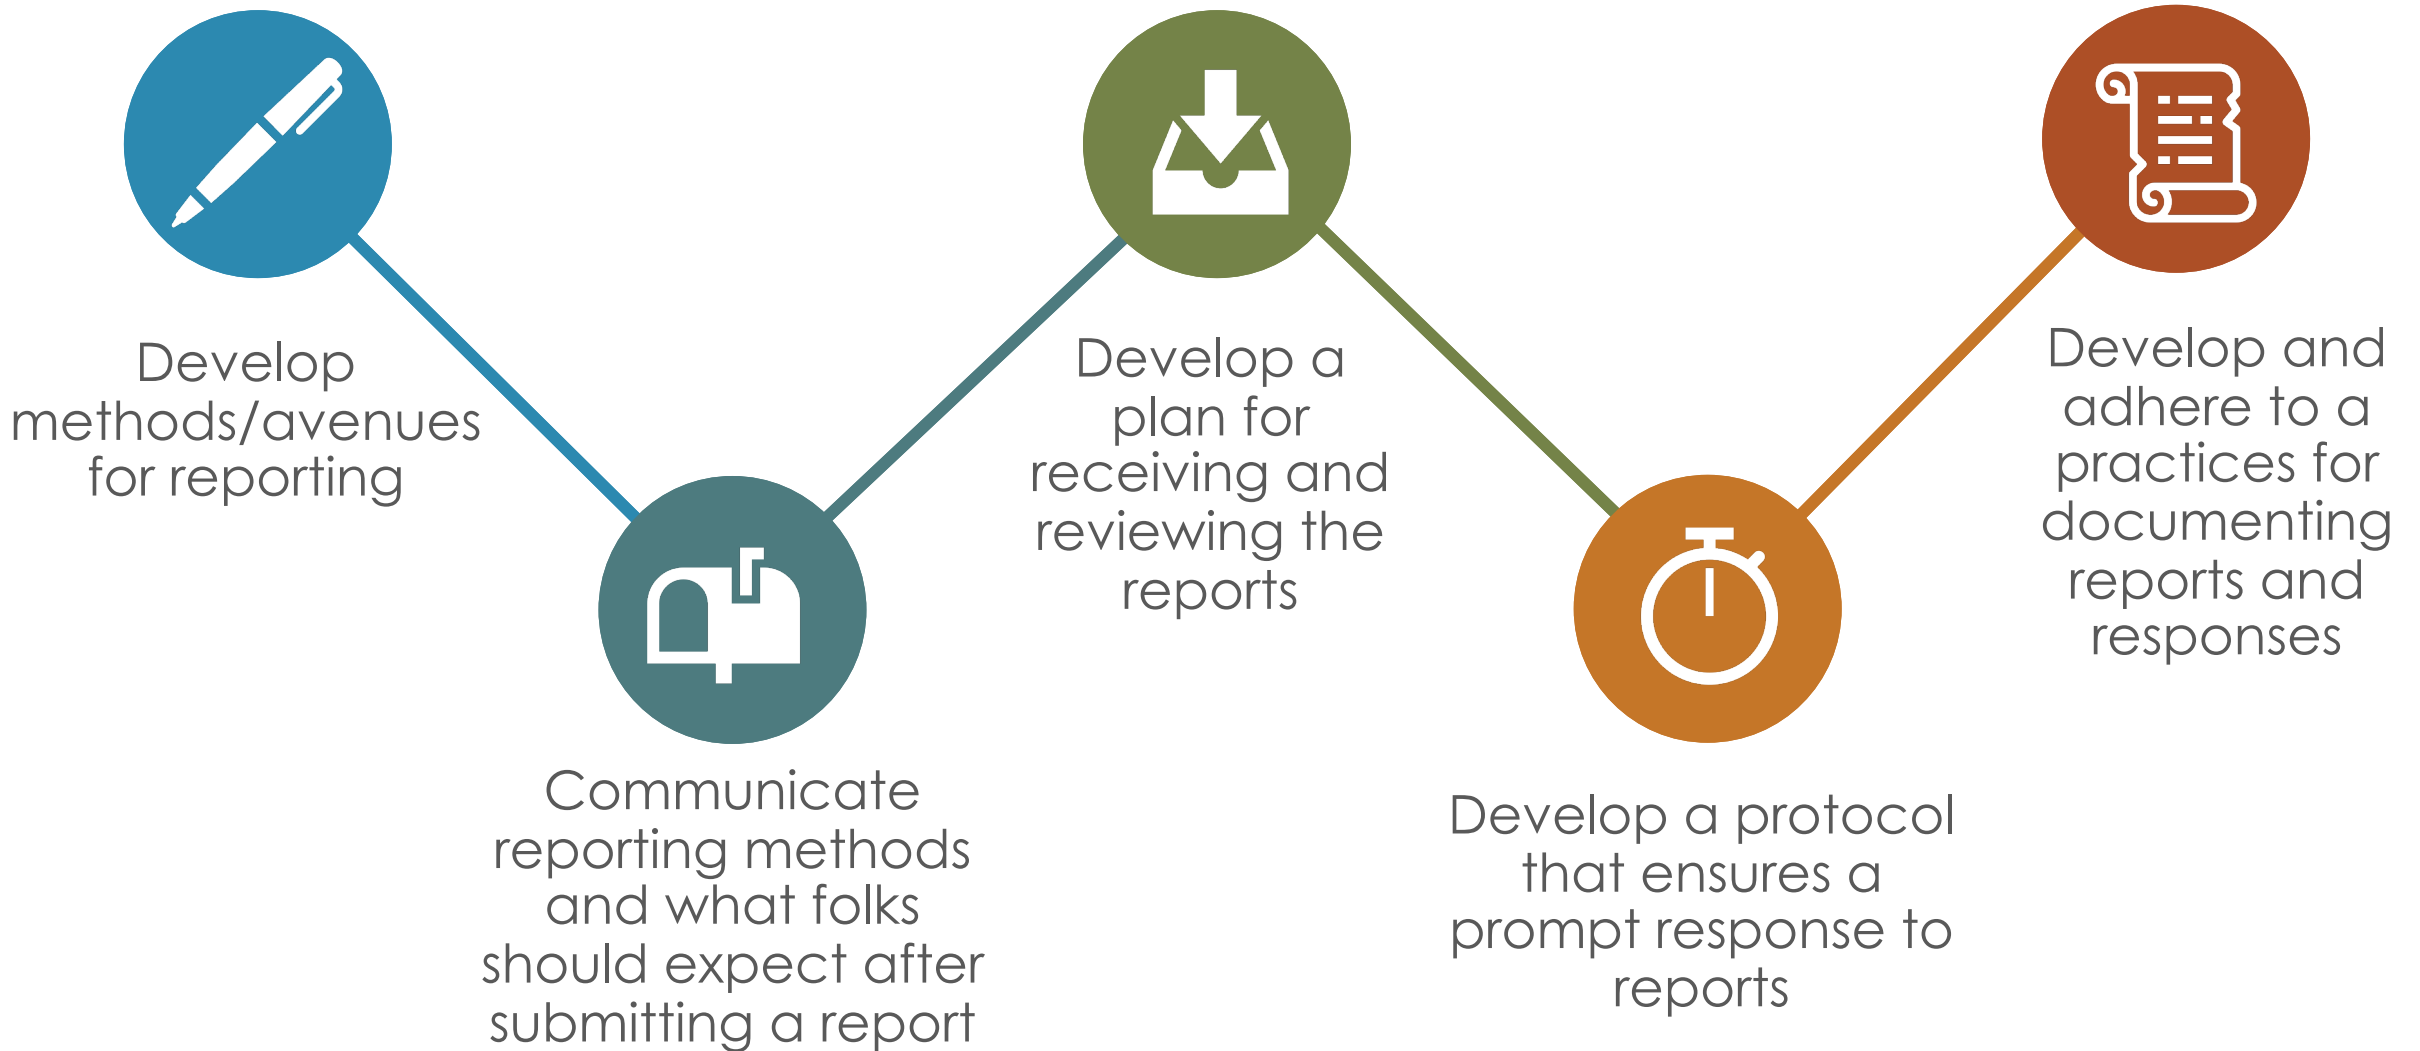 Develop
methods/avenues
for reporting
Communicate
reporting methods
and what folks
should expect after
submitting a report
Develop a
plan for
receiving and
reviewing the
reports
Develop a protocol
that ensures a
prompt response to
reports
Develop and
adhere to a
practices for
documenting
reports and
responses